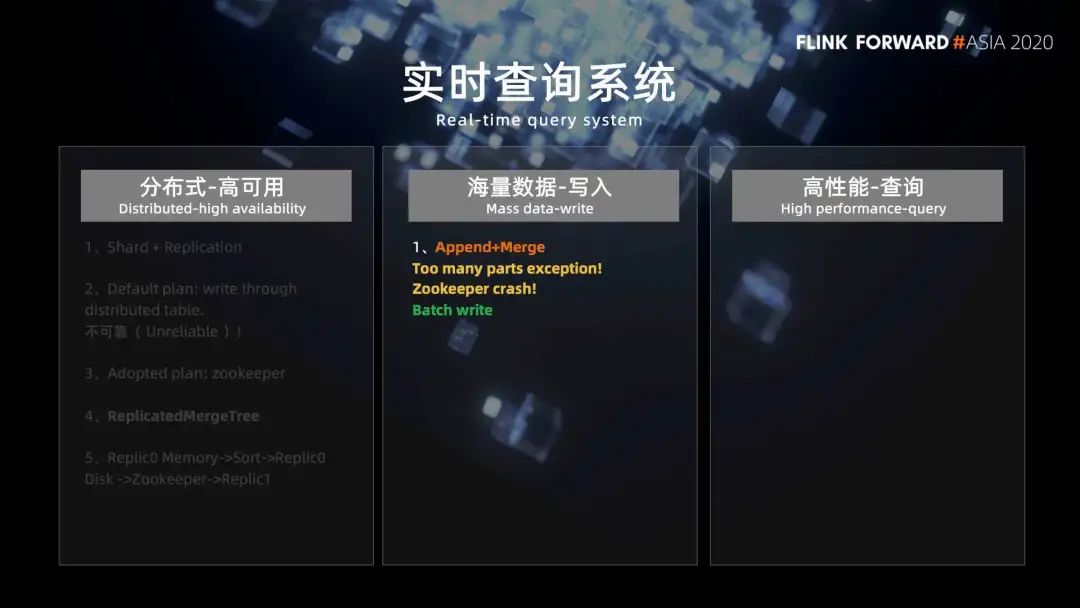 FLINK FORWARD #ASIA 2020
实时查询系统
Real-time query system
分布式-高可用
Distributed-high availability
1、Shard + Replication
2、Default plan: write through
distributed table.
不可靠（ Unreliable ）！
3、Adopted plan: zookeeper
4、ReplicatedMergeTree
5、Replic0 Memory->Sort->Replic0
Disk ->Zookeeper->Replic1
海量数据-写入
Mass data-write
1、Append+Merge
Too many parts exception!
Zookeeper crash!
Batch write
高性能-查询
High performance-query